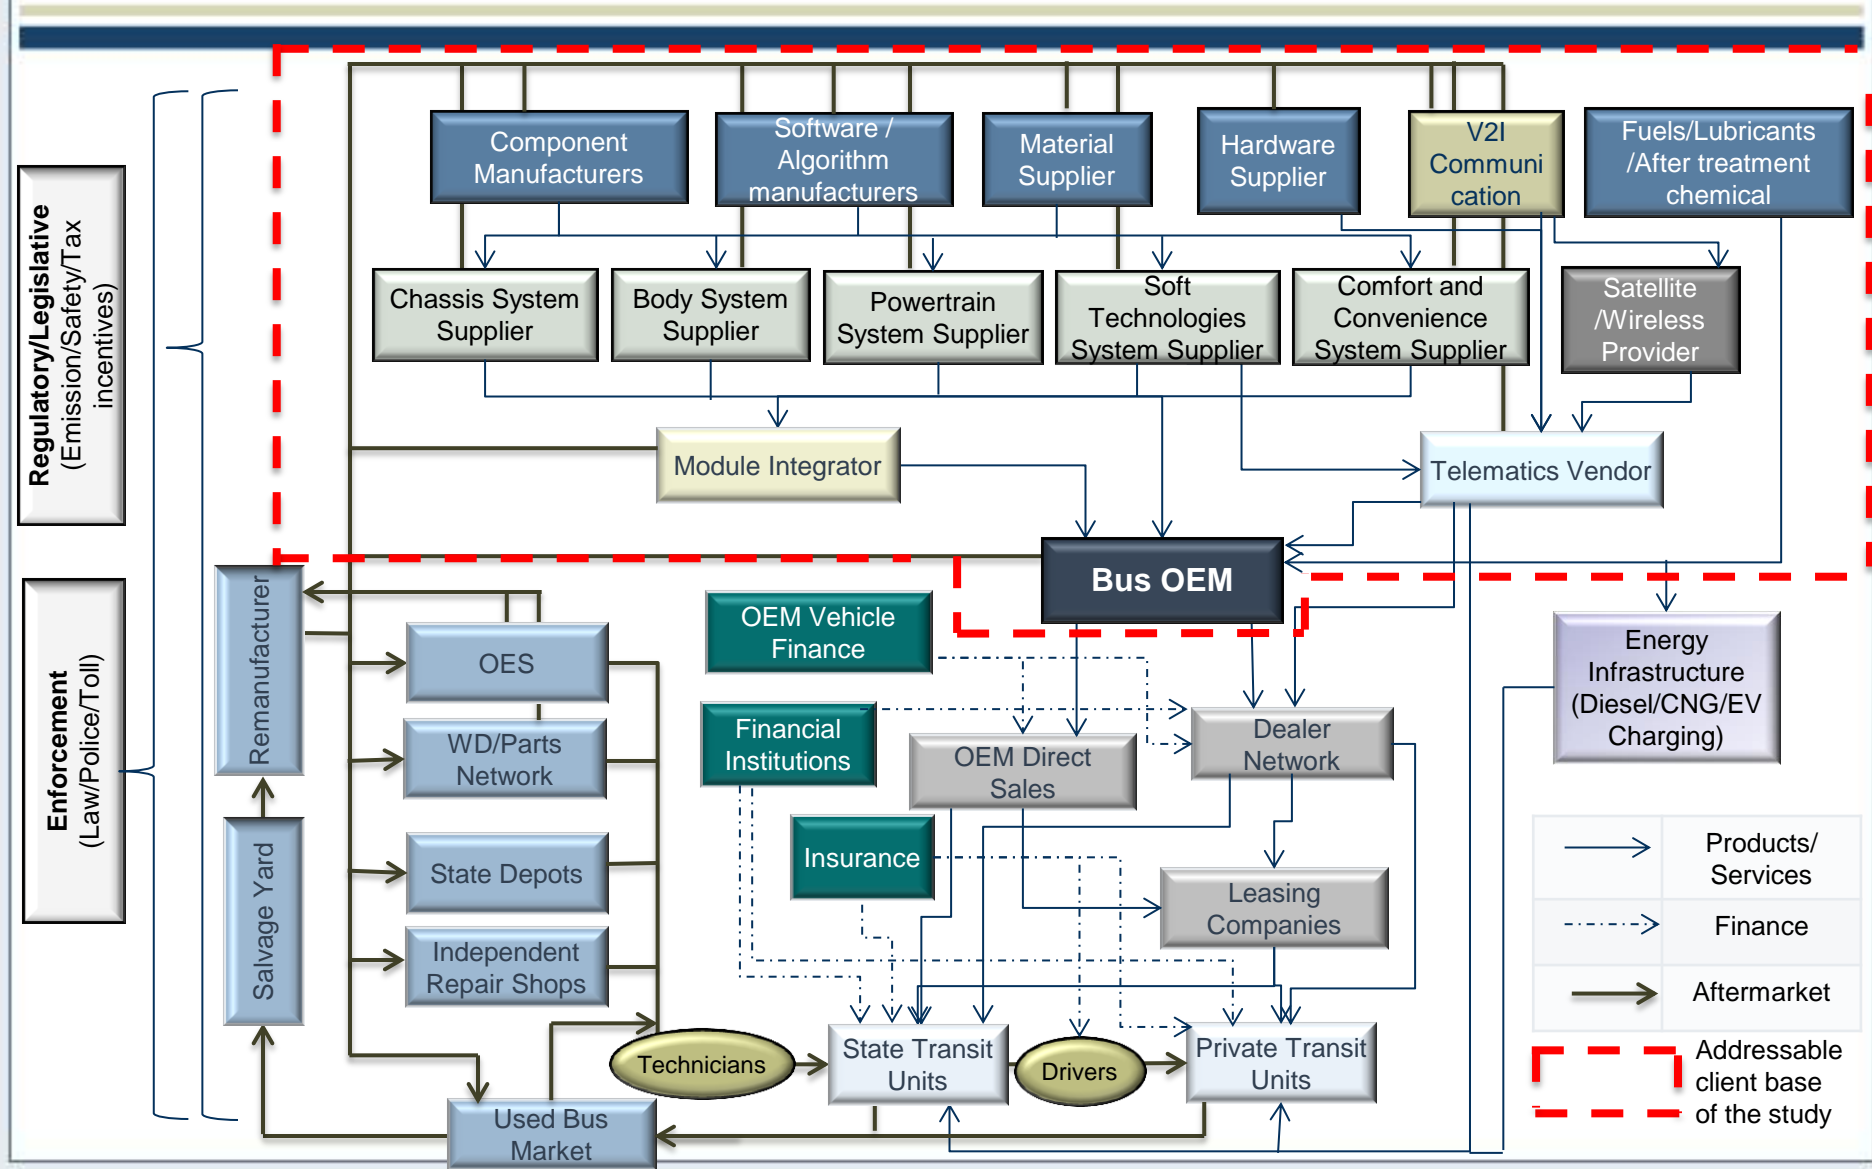 Component
Manufacturers
Software /
Algorithm
manufacturers
Material
Supplier
Hardware
Supplier
V2I
Communi
cation
Fuels/Lubricants
/After treatment
chemical
Regulatory/Legislative
(Emission/Safety/Tax
incentives)
Chassis System
Supplier
Body System
Supplier
Powertrain
System Supplier
Soft
Technologies
System Supplier
Comfort and
Convenience
System Supplier
Satellite
/Wireless
Provider
Module Integrator
Telematics Vendor
Bus OEM
Enforcement
(Law/Police/Toll)
Remanufacturer
OES
OEM Vehicle
Finance
Energy
Infrastructure
(Diesel/CNG/EV
Charging)
WD/Parts
Network
Financial
Institutions
OEM Direct
Sales
Dealer
Network
Salvage Yard
State Depots
Insurance
Leasing
Companies
Independent
Repair Shops
Technicians
State Transit
Units
Drivers
Private Transit
Units
Used Bus
Market
Products/
Services
Finance
Aftermarket
Addressable
client base
of the study